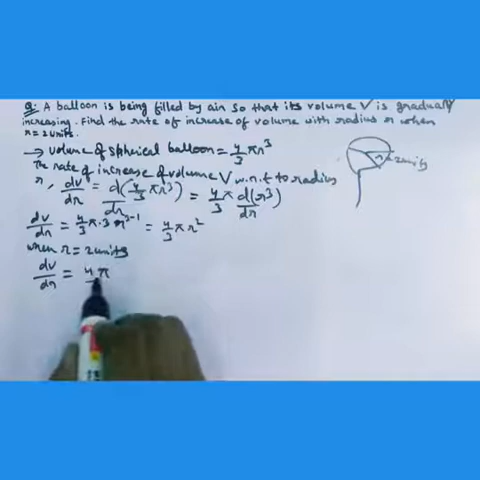 Q. A balloon is being filled by air so that its volume V is gradually
increasing. Find the rate of increase of volume with radius r when
r = 2 units.
→ volume of spherical balloon = 4/3 πr³
r = 2 units
The rate of increase of volume V w.r.t to radius
r, dv/dr = d(4/3 πr³)/dr = 4/3 π d(r³)/dr
dv/dr = 4/3 π·3 r³⁻¹ = 4/3 π r²
when r = 2 units
dv/dr = 4π